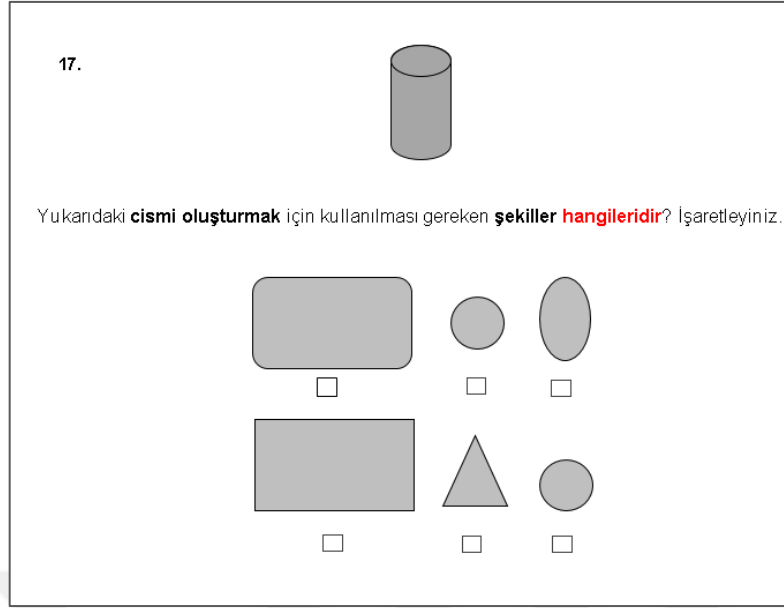 17.
Yukarıdaki cismi oluşturmak için kullanılması gereken şekiller hangileridir? İşaretleyiniz.